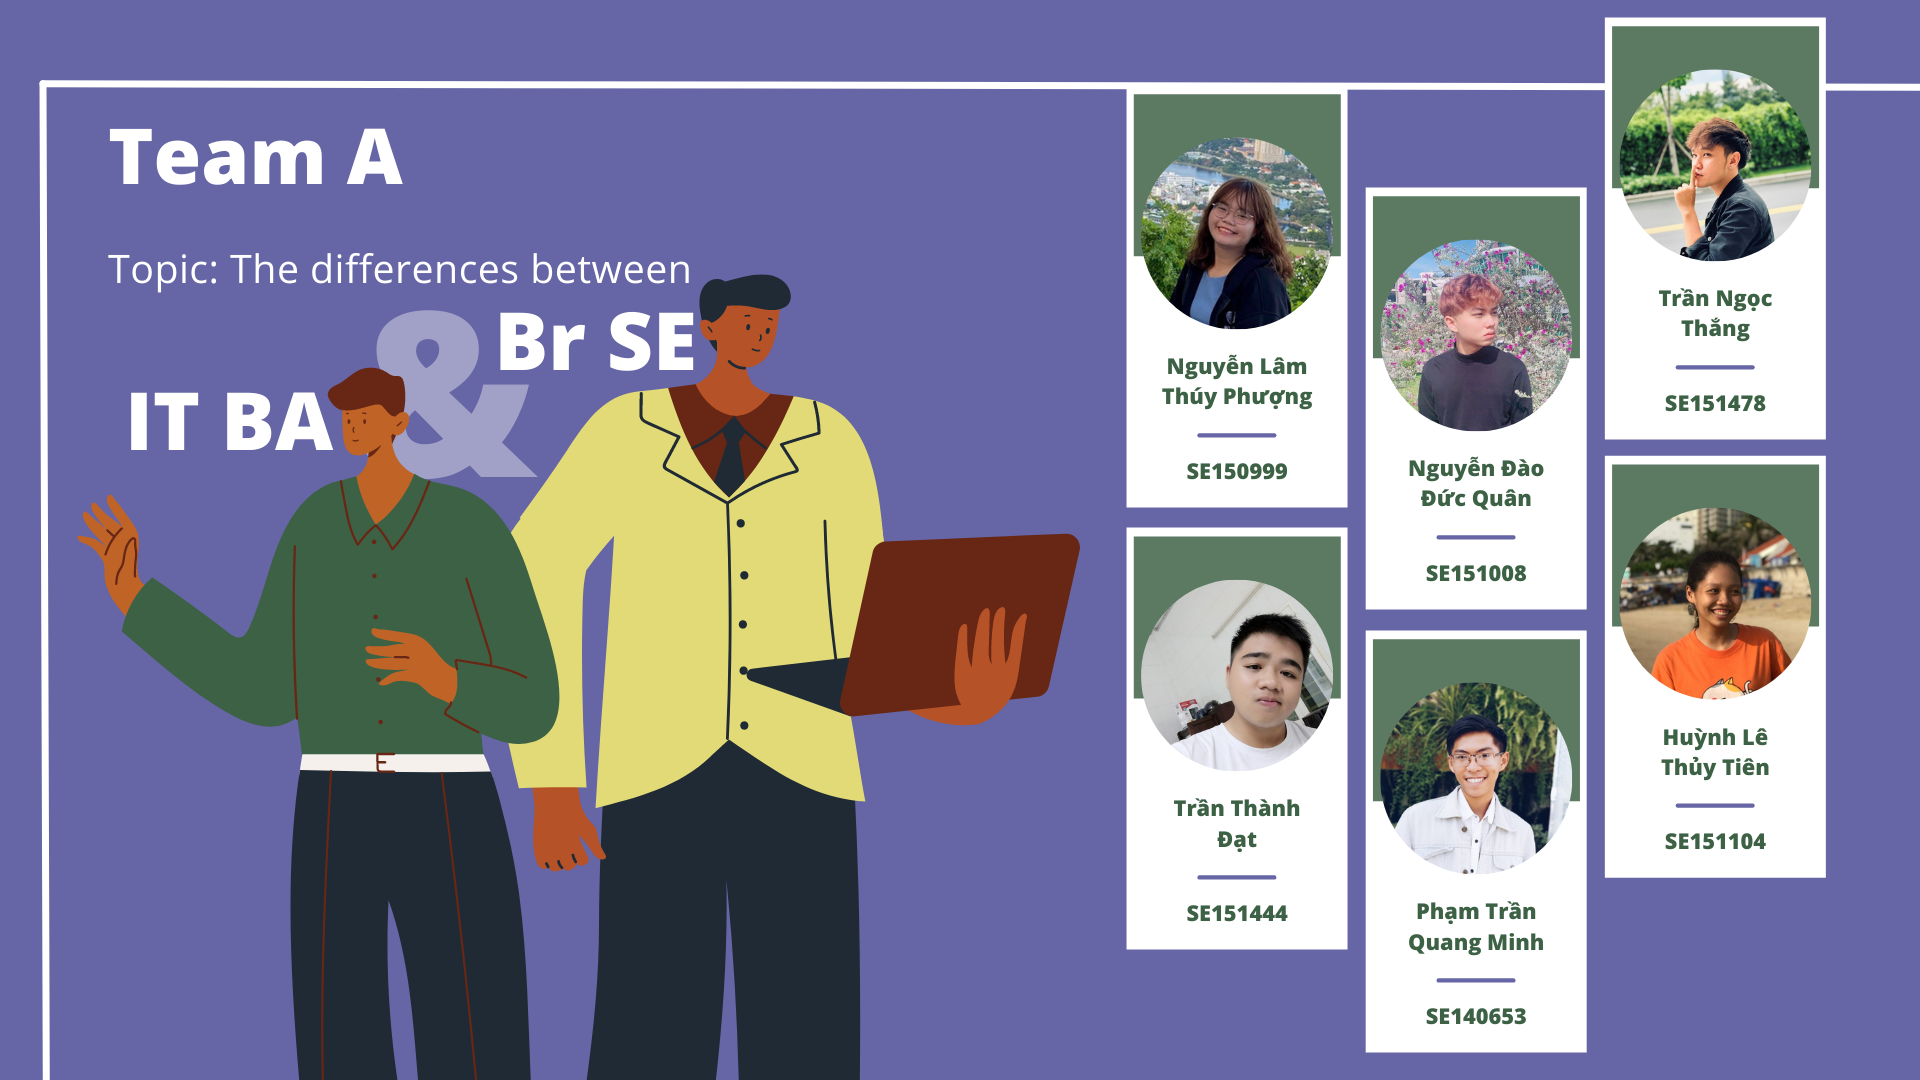 Team A
Topic: The differences between
IT BA
&
Br SE
Nguyễn Lâm
Thúy Phượng
SE150999
Trần Thành
Đạt
SE151444
Nguyễn Đào
Đức Quân
SE151008
Phạm Trần
Quang Minh
SE140653
Trần Ngọc
Thắng
SE151478
Huỳnh Lê
Thủy Tiên
SE151104